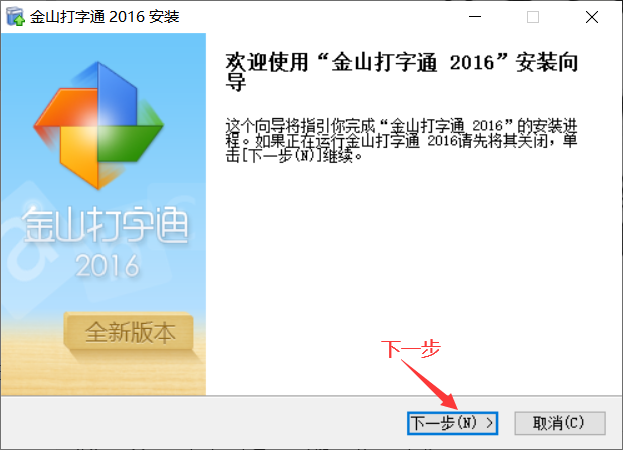 金山打字通 2016 安装
欢迎使用“金山打字通 2016”安装向
导
这个向导将指引你完成“金山打字通 2016”的安装进
程。如果正在运行金山打字通 2016请先将其关闭，单
击[下一步(N)]继续。
金山打字通
2016
全新版本
下一步
下一步(N) >
取消(C)